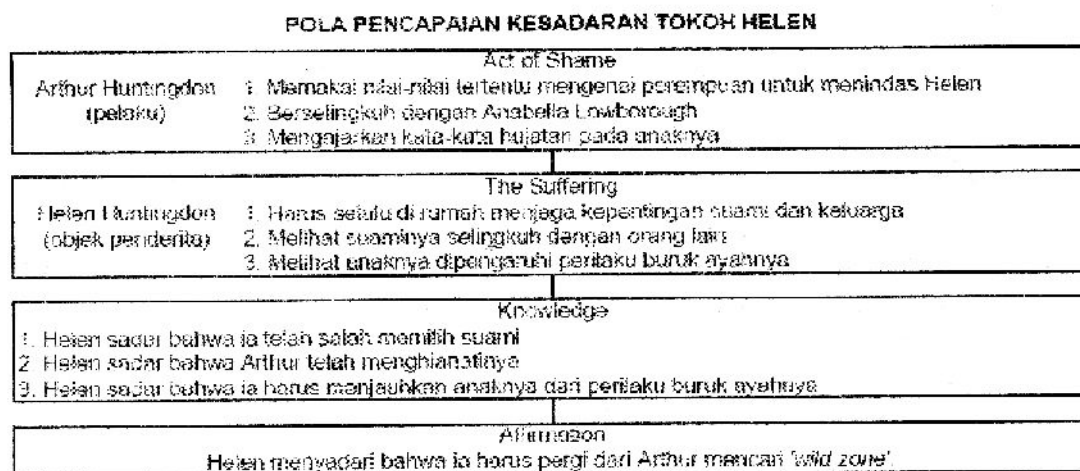 POLA PENCAPAIAN KESADARAN TOKOH HELEN
Act of Shame
Arthur Huntingdon
(pelaku)
1. Memakai nilai-nilai tertentu mengenai perempuan untuk menindas Helen
2. Berselingkuh dengan Anabella Lowborough
3. Mengajarkan kata-kata hujatan pada anaknya
The Suffering
Helen Huntingdon
(objek penderita)
1. Harus selalu di rumah menjaga kepentingan suami dan keluarga
2. Melihat suaminya selingkuh dengan orang lain
3. Melihat anaknya dipengaruhi perilaku buruk ayahnya
Knowledge
1. Helen sadar bahwa ia telah salah memilih suami
2. Helen sadar bahwa Arthur telah menghianatinya
3. Helen sadar bahwa ia harus menjauhkan anaknya dari perilaku buruk ayahnya
Affirmation
Helen menyadari bahwa ia harus pergi dari Arthur mencari 'wild zone'.